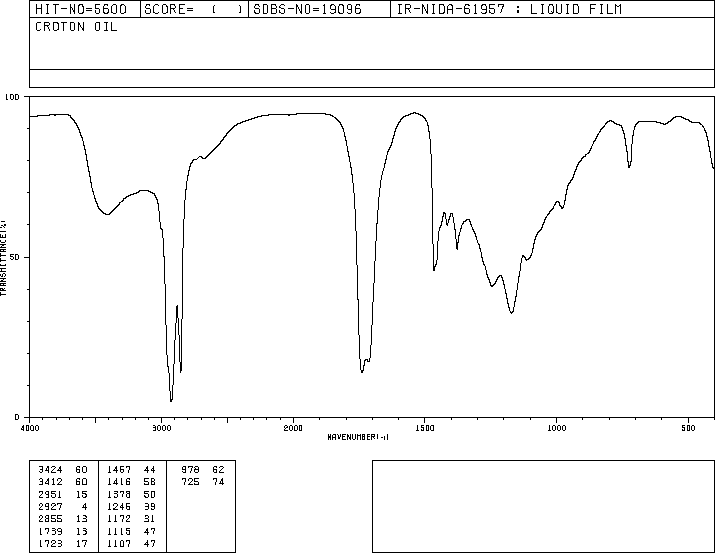 HIT-NO=5600 SCORE= ( ) SDBS-NO=19096 IR-NIDA-61957 : LIQUID FILM
CROTON OIL
100
50
0
TRANSMITTANCE(%)
4000 3000 2000 1500 1000 500
WAVENUMBER(-1)
3424 60 1467 44 978 62
3412 60 1416 58 725 74
2951 15 1378 50
2927 4 1246 39
2855 13 1172 31
1739 13 1115 47
1723 17 1107 47